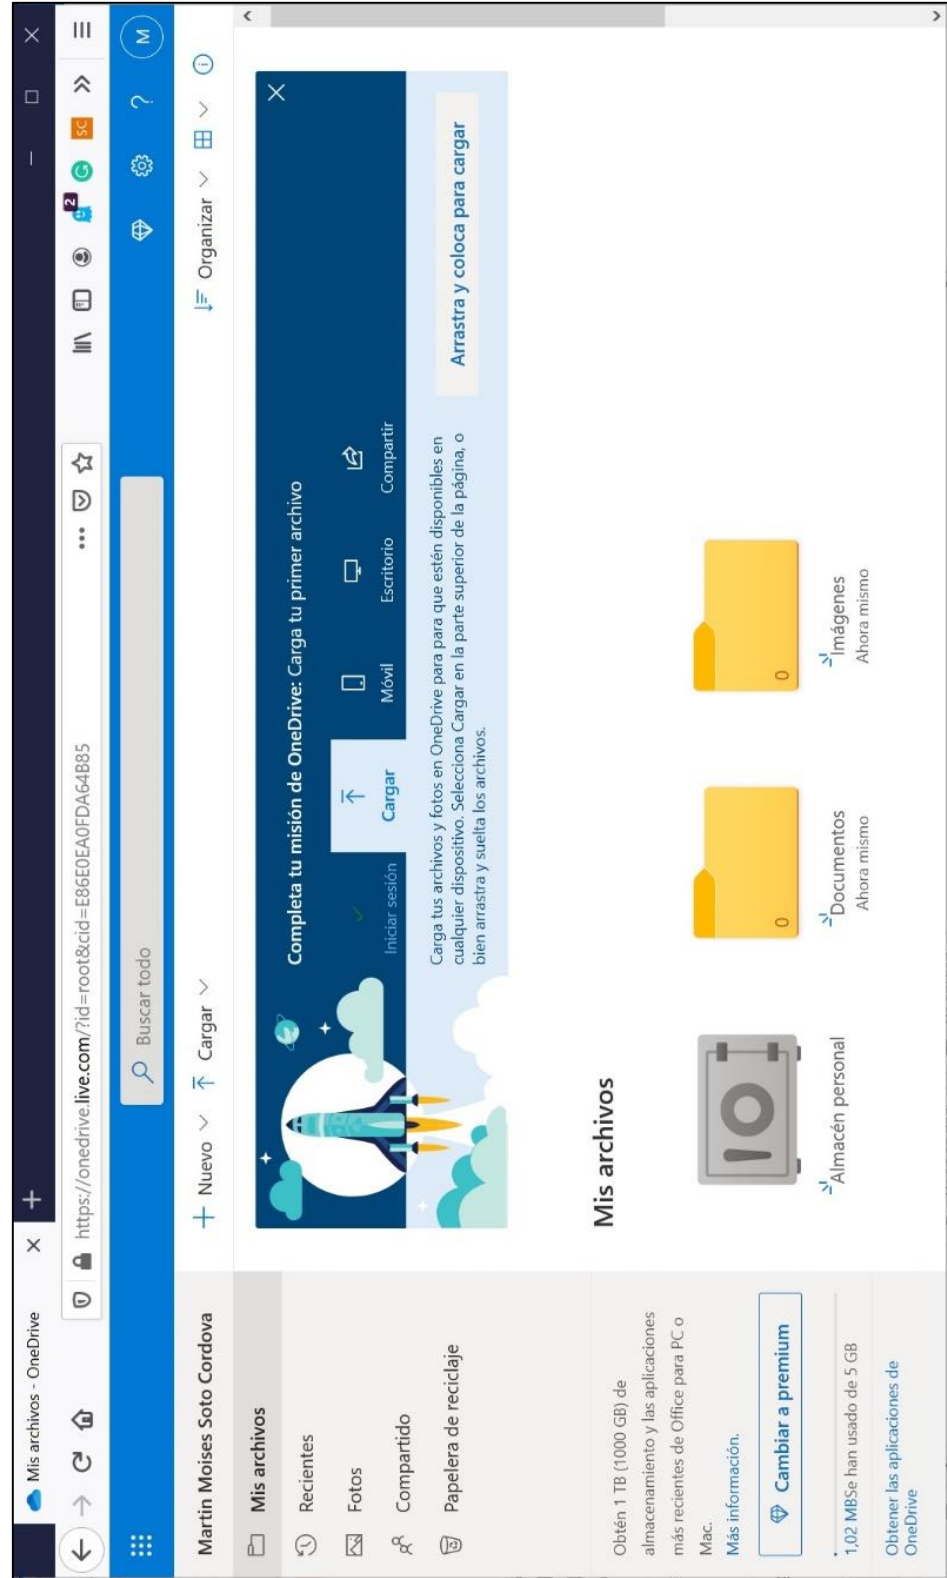 Mis archivos - OneDrive
https://onedrive.live.com/?id=root&cid=E86E0EA0FDA64B85
2
G
SC
Buscar todo
?
M
Martin Moises Soto Cordova
Nuevo
Cargar
Organizar
Mis archivos
Recientes
Fotos
Compartido
Papelera de reciclaje
Completa tu misión de OneDrive: Carga tu primer archivo
Iniciar sesión
Cargar
Móvil
Escritorio
Compartir
Carga tus archivos y fotos en OneDrive para que estén disponibles en
cualquier dispositivo. Selecciona Cargar en la parte superior de la página, o
bien arrastra y suelta los archivos.
Arrastra y coloca para cargar
Mis archivos
0
0
Almacén personal
Documentos
Imágenes
Ahora mismo
Ahora mismo
Obtén 1 TB (1000 GB) de
almacenamiento y las aplicaciones
más recientes de Office para PC o
Mac.
Más información.
Cambiar a premium
1,02 MBSe han usado de 5 GB
Obtener las aplicaciones de
OneDrive